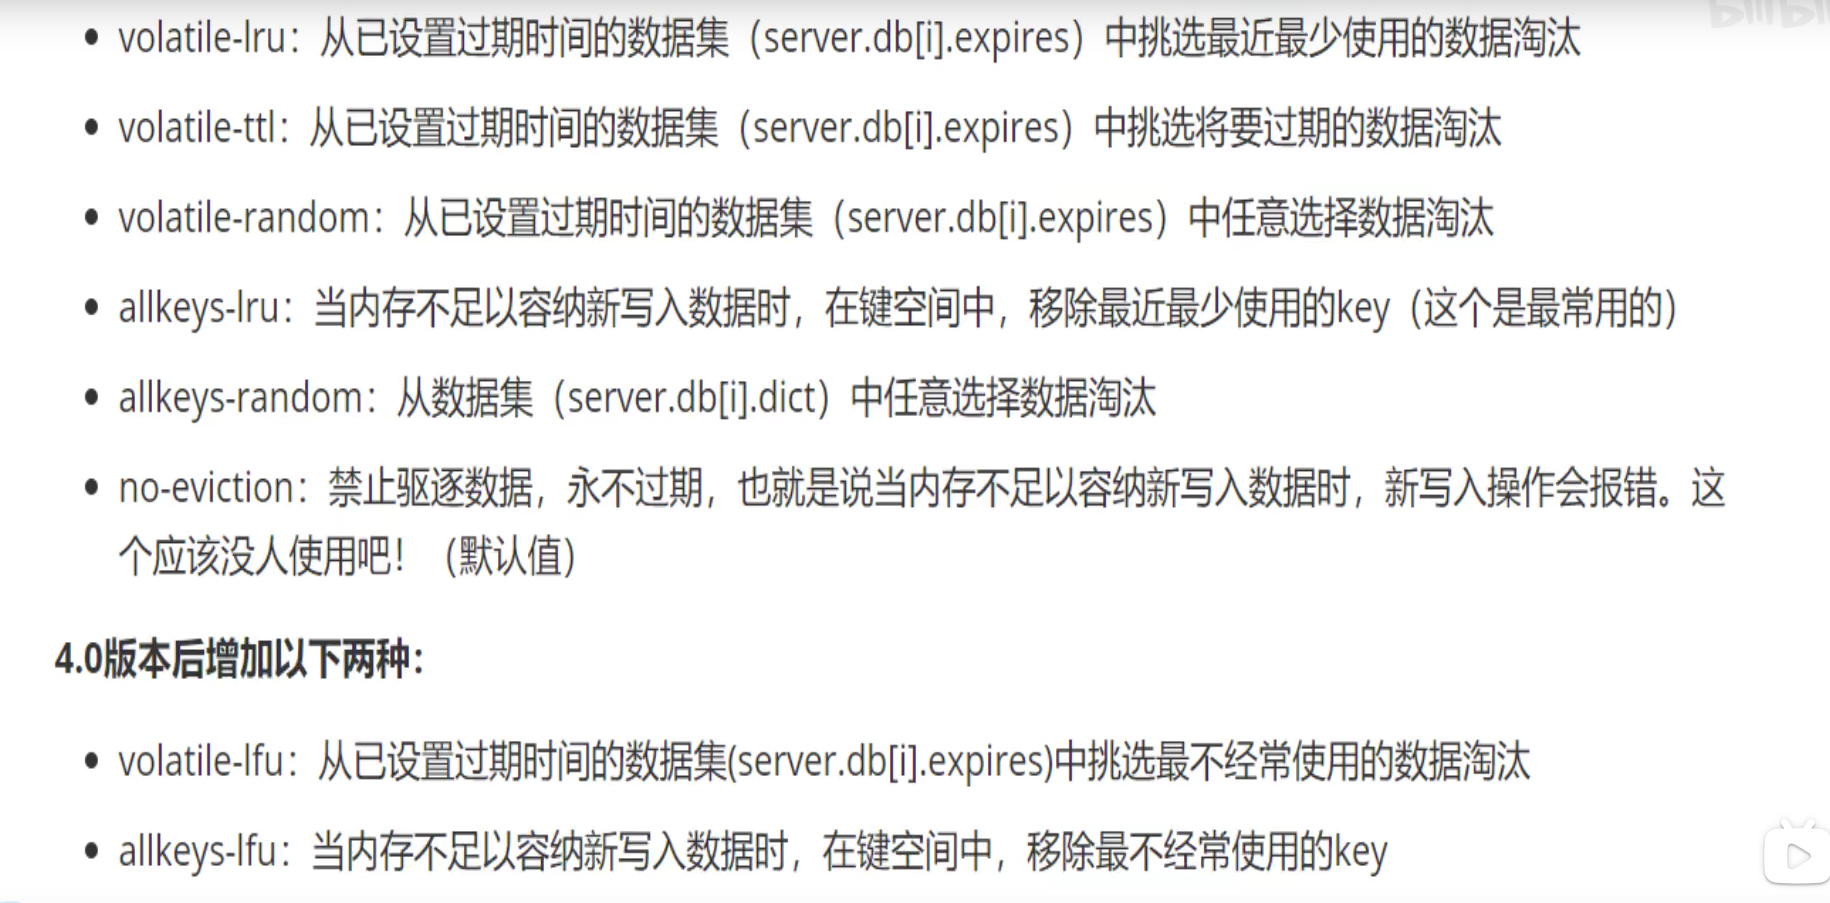 volatile-lru：从已设置过期时间的数据集（server.db[i].expires）中挑选最近最少使用的数据淘汰
volatile-ttl：从已设置过期时间的数据集（server.db[i].expires）中挑选将要过期的数据淘汰
volatile-random：从已设置过期时间的数据集（server.db[i].expires）中任意选择数据淘汰
allkeys-lru：当内存不足以容纳新写入数据时，在键空间中，移除最近最少使用的key（这个是最常用的）
allkeys-random：从数据集（server.db[i].dict）中任意选择数据淘汰
no-eviction：禁止驱逐数据，永不过期，也就是说当内存不足以容纳新写入数据时，新写入操作会报错。这
个应该没人使用吧！（默认值）
4.0版本后增加以下两种：
volatile-lfu：从已设置过期时间的数据集(server.db[i].expires)中挑选最不经常使用的数据淘汰
allkeys-lfu：当内存不足以容纳新写入数据时，在键空间中，移除最不经常使用的key